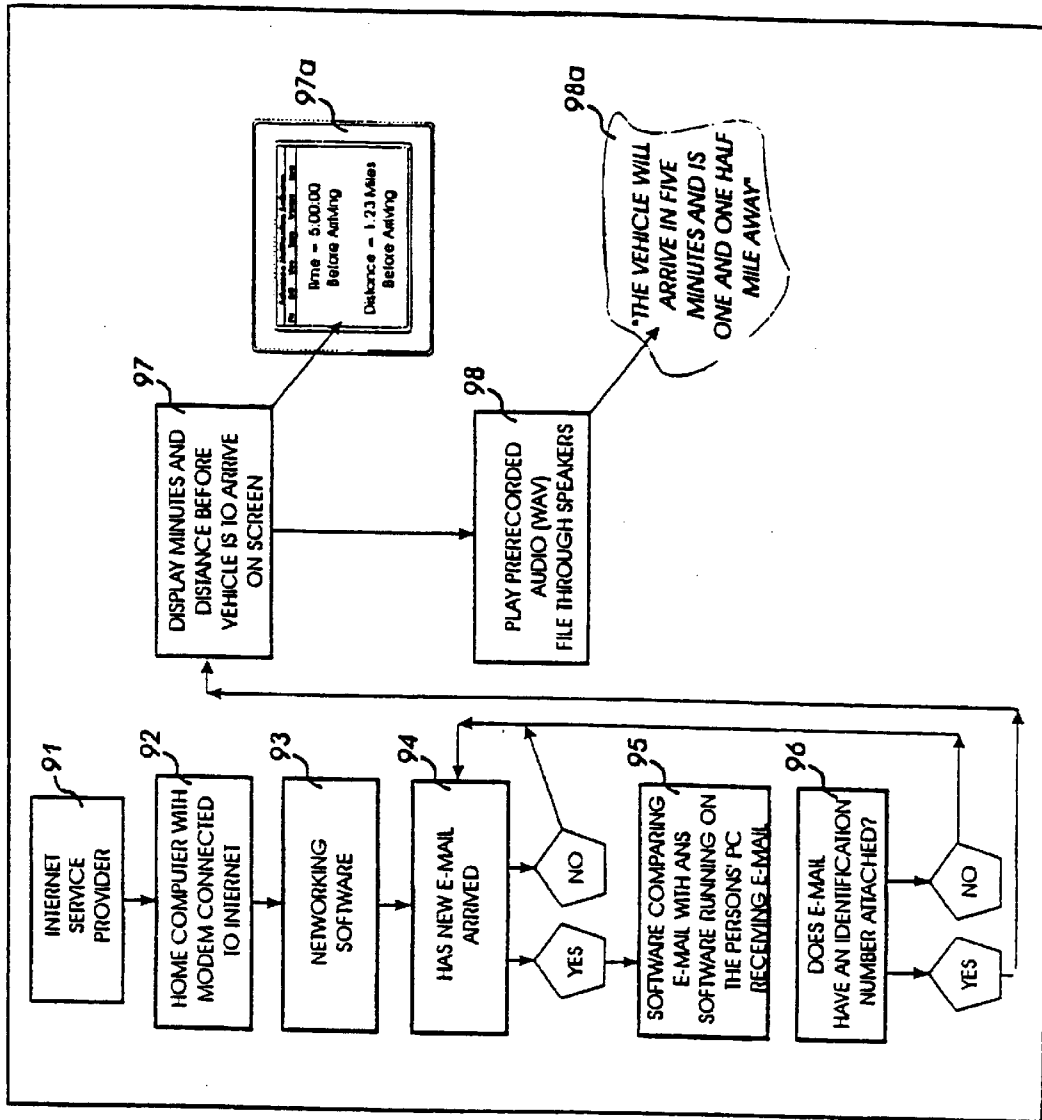 91
INTERNET
SERVICE
PROVIDER
92
HOME COMPUTER WITH
MODEM CONNECTED
TO INTERNET
93
NETWORKING
SOFTWARE
94
HAS NEW E-MAIL
ARRIVED
YES
NO
95
SOFTWARE COMPARING
E-MAIL WITH ANS
SOFTWARE RUNNING ON
THE PERSONS' PC
RECEIVING E-MAIL
96
DOES E-MAIL
HAVE AN IDENTIFICATION
NUMBER ATTACHED?
YES
NO
97
DISPLAY MINUTES AND
DISTANCE BEFORE
VEHICLE IS TO ARRIVE
ON SCREEN
97a
Time = 5:00:00
Before Arriving
Distance = 1.23 Miles
Before Arriving
98
PLAY PRERECORDED
AUDIO (WAV)
FILE THROUGH SPEAKERS
98a
"THE VEHICLE WILL
ARRIVE IN FIVE
MINUTES AND IS
ONE AND ONE HALF
MILE AWAY"